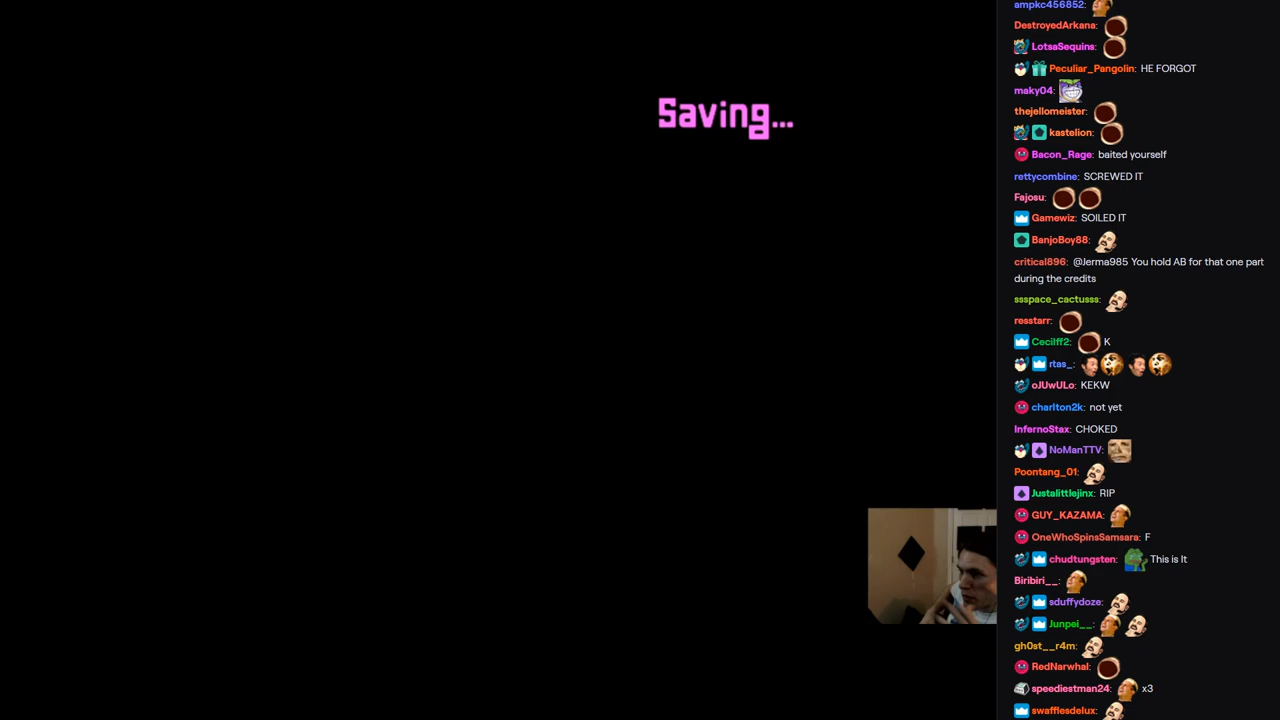 Saving...
ampkc456852:
DestroyedArkana:
LotsaSequins:
Peculiar_Pangolin: HE FORGOT
maky04:
thejellomeister:
kastelion:
Bacon_Rage: baited yourself
rettycombine: SCREWED IT
Fajosu:
Gamewiz: SOILED IT
BanjoBoy88:
critical896: @Jerma985 You hold AB for that one part
during the credits
ssspace_cactusss:
resstarr:
Cecilff2: K
rtas_:
oJUwULo: KEKW
charlton2k: not yet
InfernoStax: CHOKED
NoManTTV:
Poontang_01:
Justalittlejinx: RIP
GUY_KAZAMA:
OneWhoSpinsSamsara: F
chudtungsten: This is It
Biribiri__:
sduffydoze:
Junpei__:
gh0st__r4m:
RedNarwhal:
speediestman24: x3
swafflesdelux: